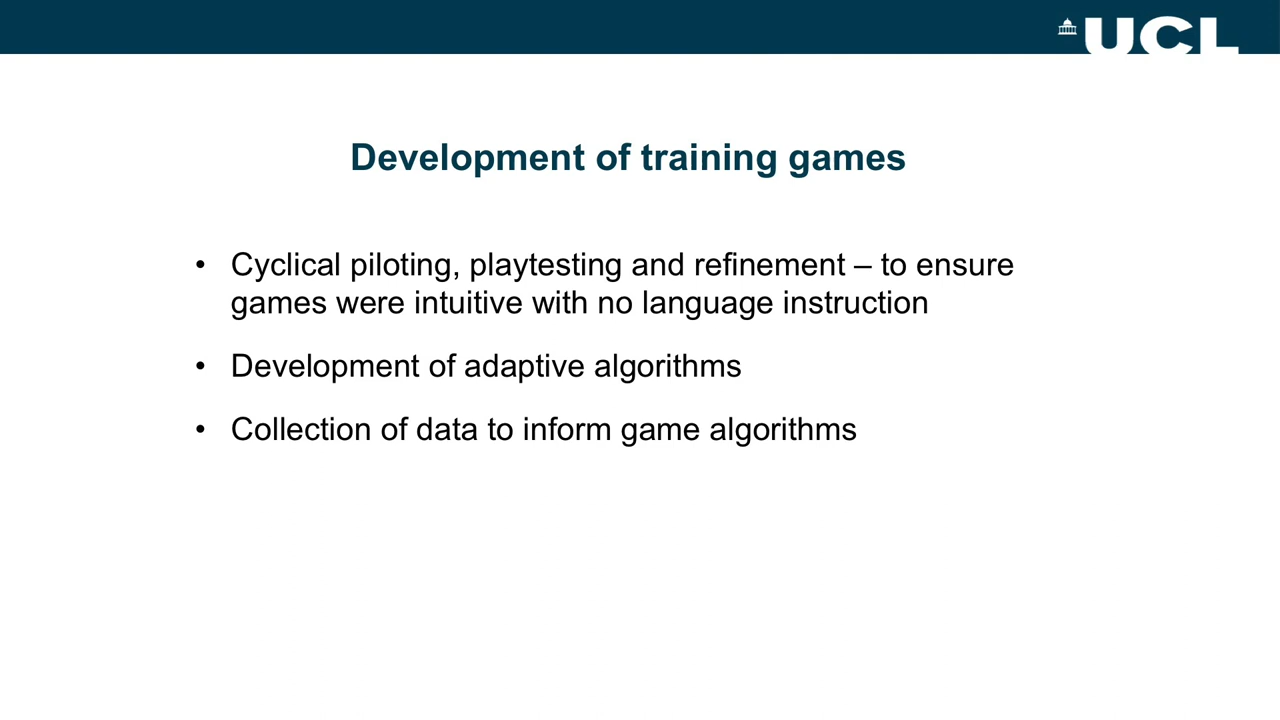 UCL
Development of training games
• Cyclical piloting, playtesting and refinement – to ensure
games were intuitive with no language instruction
• Development of adaptive algorithms
• Collection of data to inform game algorithms